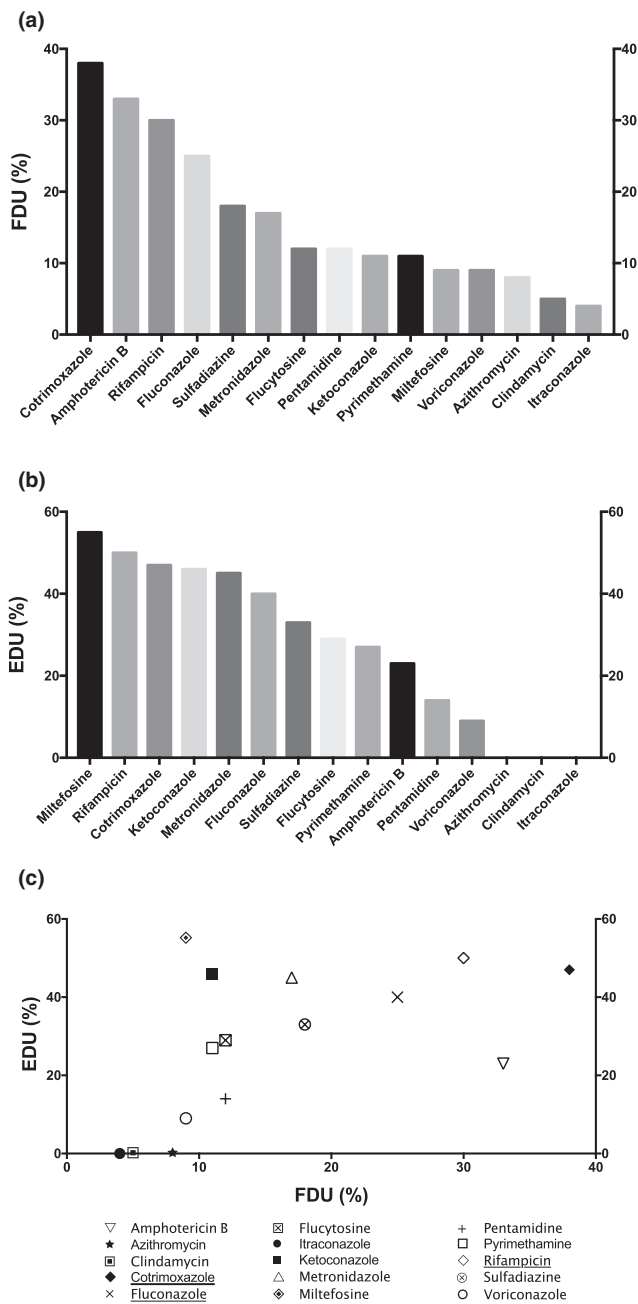 (a)
40
30
20
10
0
FDU (%)
40
30
20
10
0
Cotrimoxazole
Amphotericin B
Rifampicin
Fluconazole
Sulfadiazine
Metronidazole
Flucytosine
Pentamidine
Ketoconazole
Pyrimethamine
Miltefosine
Voriconazole
Azithromycin
Clindamycin
Itraconazole
(b)
60
40
20
0
EDU (%)
60
40
20
0
Miltefosine
Rifampicin
Cotrimoxazole
Ketoconazole
Metronidazole
Fluconazole
Sulfadiazine
Flucytosine
Pyrimethamine
Amphotericin B
Pentamidine
Voriconazole
Azithromycin
Clindamycin
Itraconazole
(c)
60
40
20
0
EDU (%)
60
40
20
0
0 10 20 30 40
FDU (%)
Amphotericin B Flucytosine Pentamidine
Azithromycin Itraconazole Pyrimethamine
Clindamycin Ketoconazole Rifampicin
Cotrimoxazole Metronidazole Sulfadiazine
Fluconazole Miltefosine Voriconazole